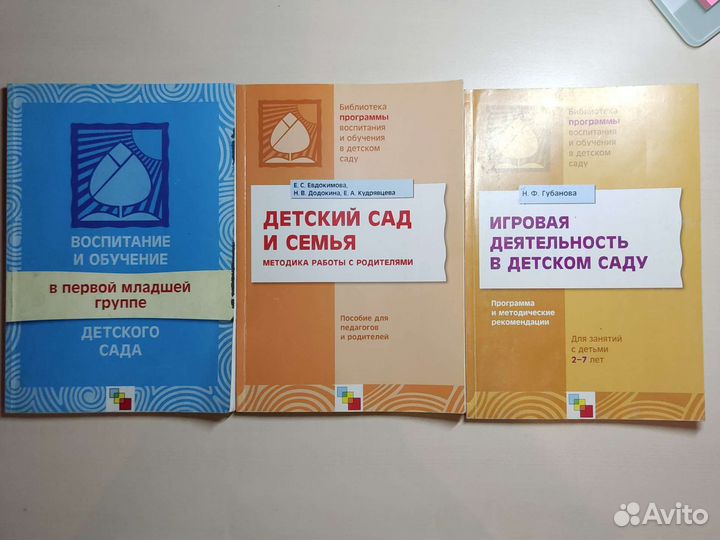 ВОСПИТАНИЕ
И ОБУЧЕНИЕ
в первой младшей
группе
ДЕТСКОГО
САДА
Библиотека
программы
воспитания
и обучения
в детском
саду
Е. С. Евдокимова,
Н. В. Додокина, Е. А. Кудрявцева
ДЕТСКИЙ САД
И СЕМЬЯ
МЕТОДИКА РАБОТЫ С РОДИТЕЛЯМИ
Пособие для
педагогов
и родителей
Библиотека
программы
воспитания
и обучения
в детском
саду
Н. Ф. Губанова
ИГРОВАЯ
ДЕЯТЕЛЬНОСТЬ
В ДЕТСКОМ САДУ
Программа
и методические
рекомендации
Для занятий
с детьми
2–7 лет
Avito